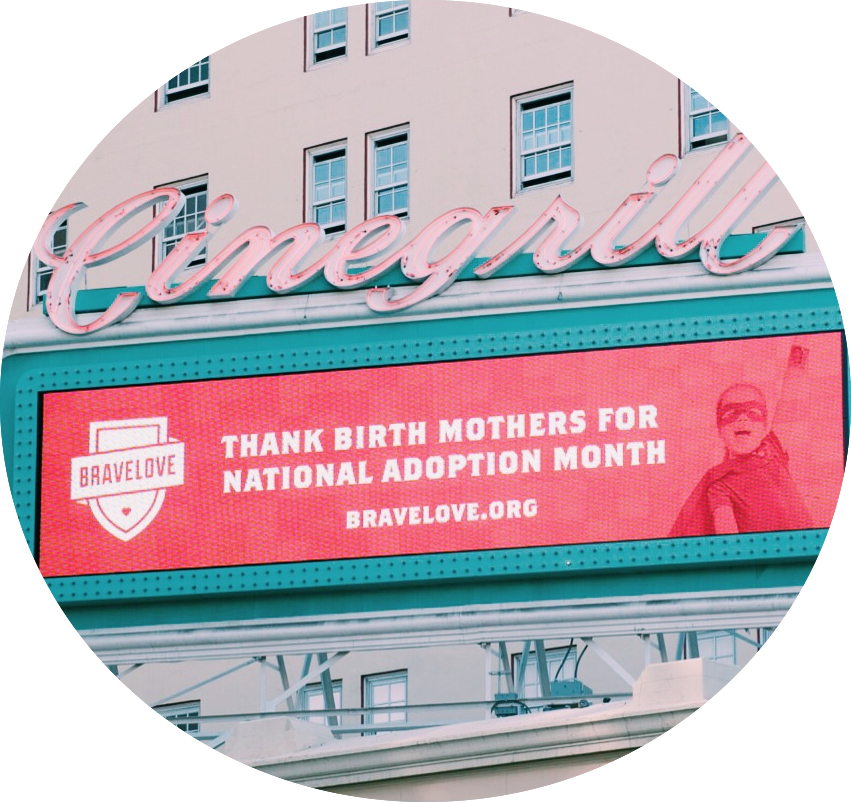 Cinegrill
BRAVELOVE
THANK BIRTH MOTHERS FOR
NATIONAL ADOPTION MONTH
BRAVELOVE.ORG